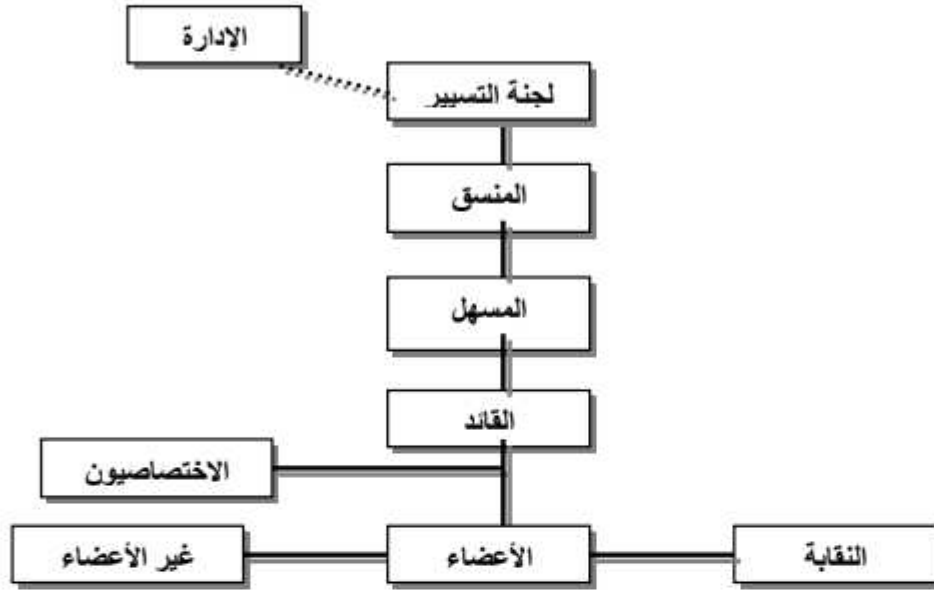 الإدارة
لجنة التسيير
المنسق
المسهل
القائد
الاختصاصيون
النقابة
الأعضاء
غير الأعضاء